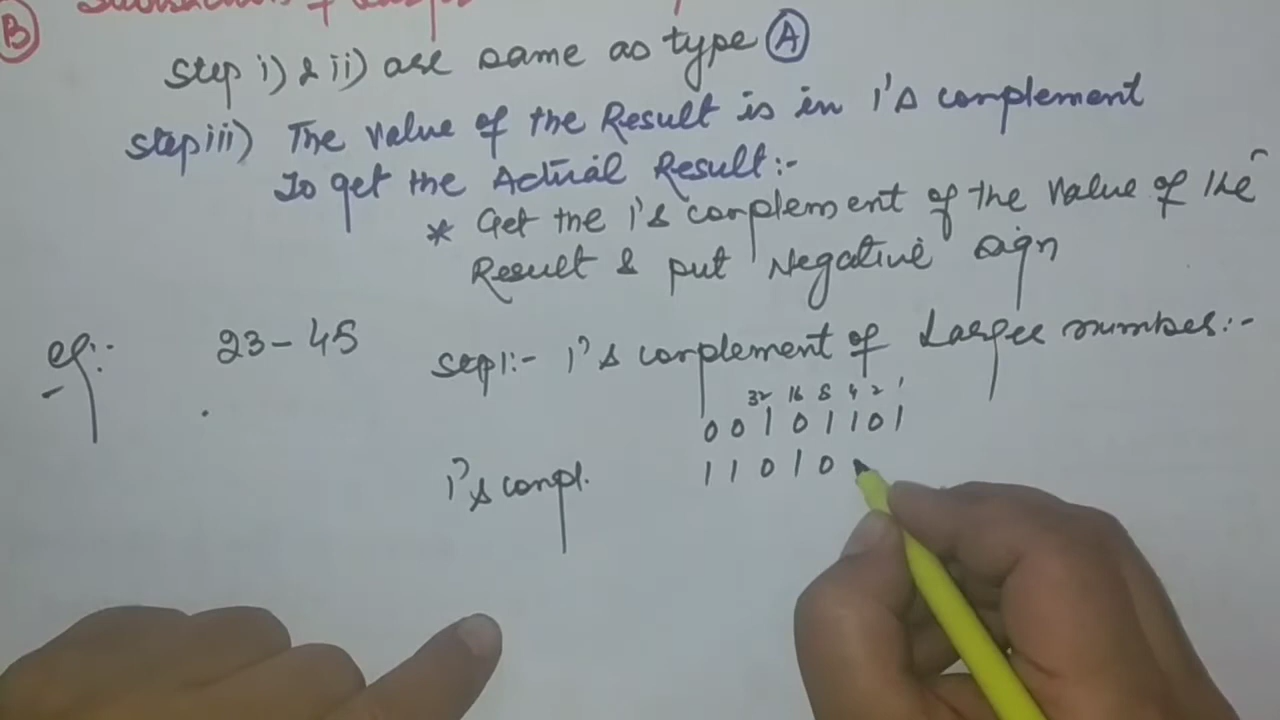 B
step i) & ii) are same as type A
step iii) The value of the Result is in 1's complement
To get the Actual Result:-
* Get the 1's complement of the value of the
Result & put Negative sign
eg:- 23-45 step1:- 1's complement of Larger number:-
32 16 8 4 2 1
0 0 1 0 1 1 0 1
1's compl. 1 1 0 1 0